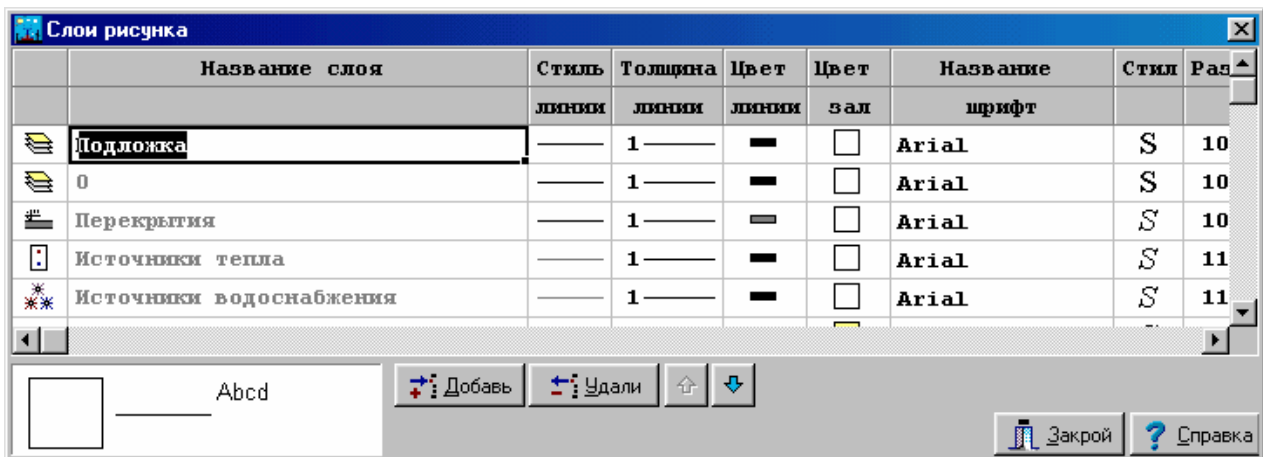 Слои рисунка
Название слоя Стиль Толщина Цвет Цвет Название Стил Раз
линии линии линии зал шрифт
Подложка 1 Arial S 10
0 1 Arial S 10
Перекрытия 1 Arial S 10
Источники тепла 1 Arial S 11
Источники водоснабжения 1 Arial S 11
Abcd Добавь Удали
Закрой Справка